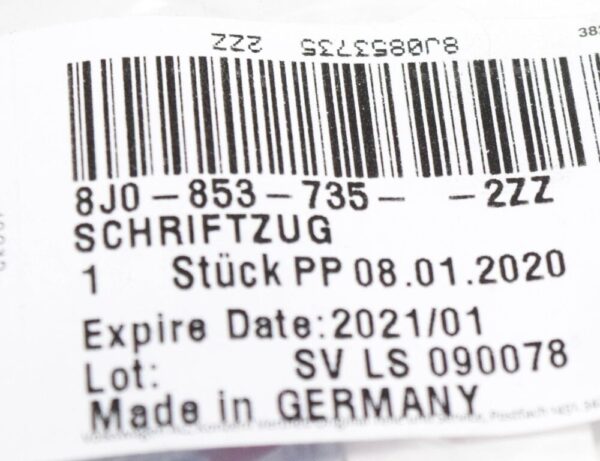 8J0853735 2ZZ
8J0-853-735- -2ZZ
SCHRIFTZUG
1 Stück PP 08.01.2020
Expire Date: 2021/01
Lot: SV LS 090078
Made in GERMANY